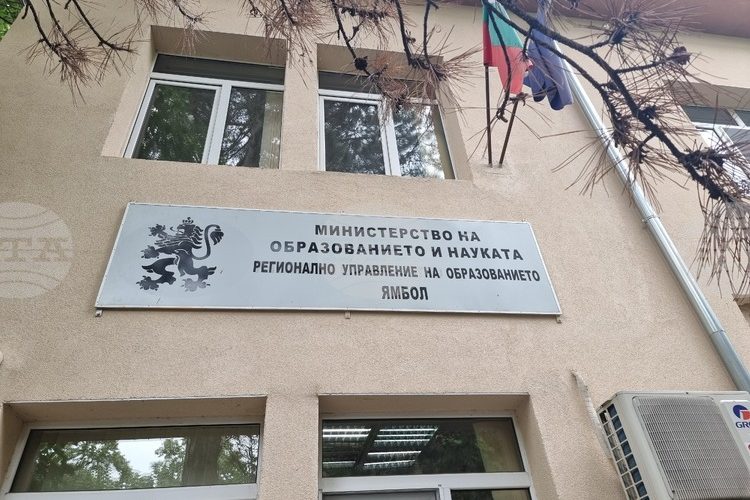 МИНИСТЕРСТВО НА
ОБРАЗОВАНИЕТО И НАУКАТА
РЕГИОНАЛНО УПРАВЛЕНИЕ НА ОБРАЗОВАНИЕТО
ЯМБОЛ